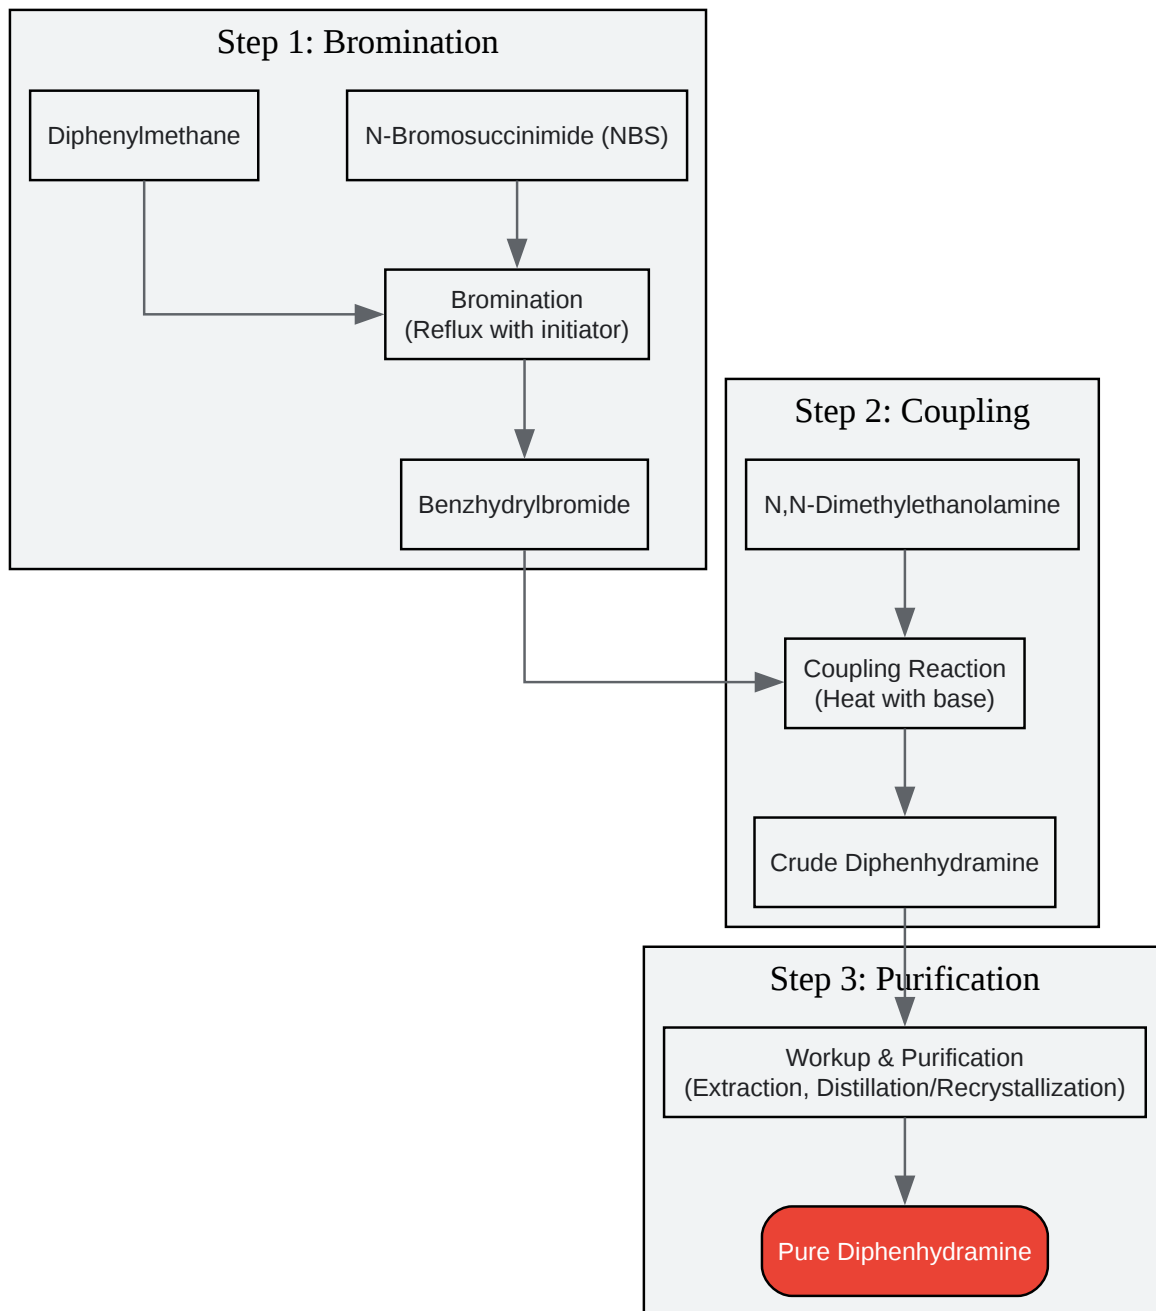 Step 1: Bromination
Diphenylmethane
N-Bromosuccinimide (NBS)
Bromination
(Reflux with initiator)
Benzhydrylbromide
Step 2: Coupling
N,N-Dimethylethanolamine
Coupling Reaction
(Heat with base)
Crude Diphenhydramine
Step 3: Purification
Workup & Purification
(Extraction, Distillation/Recrystallization)
Pure Diphenhydramine